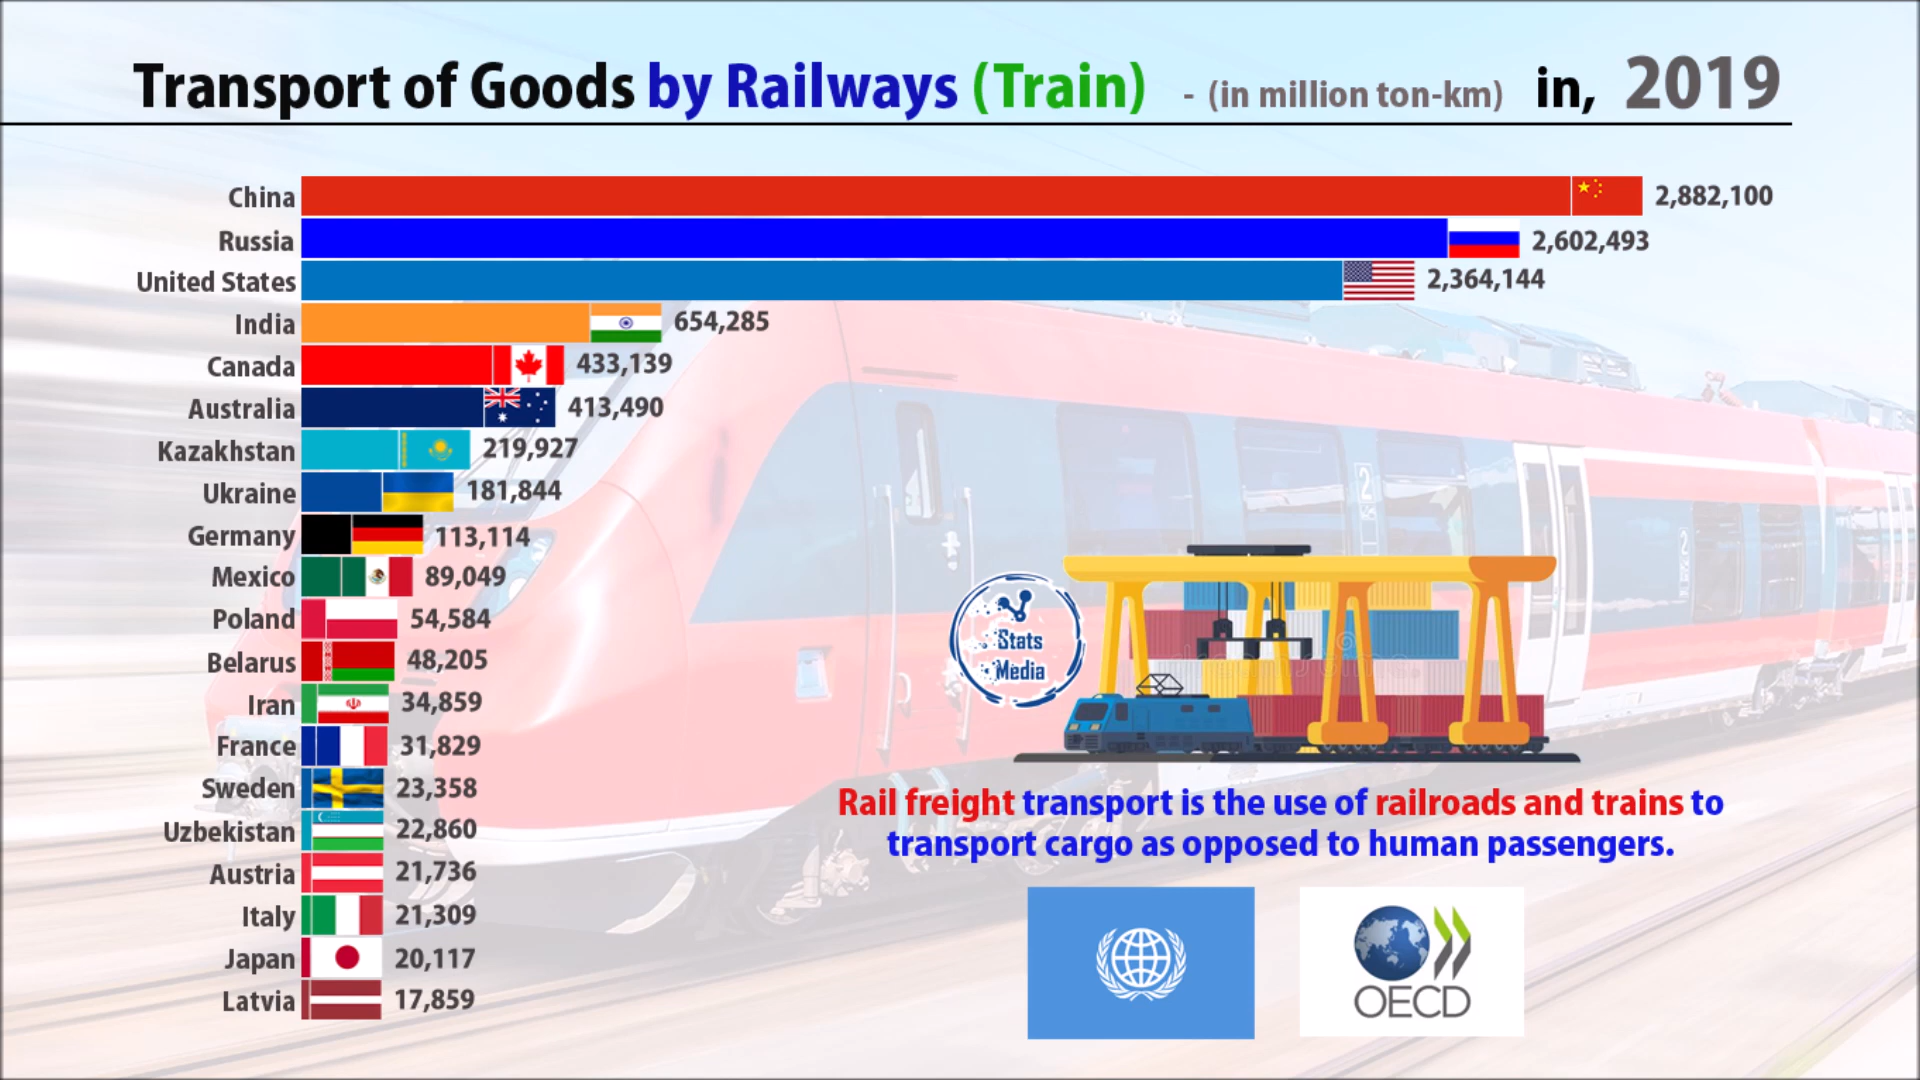 Transport of Goods by Railways (Train) - (in million ton-km) in, 2019
China 2,882,100
Russia 2,602,493
United States 2,364,144
India 654,285
Canada 433,139
Australia 413,490
Kazakhstan 219,927
Ukraine 181,844
Germany 113,114
Mexico 89,049
Poland 54,584
Belarus 48,205
Iran 34,859
France 31,829
Sweden 23,358
Uzbekistan 22,860
Austria 21,736
Italy 21,309
Japan 20,117
Latvia 17,859
2
2
Stats
Media
Rail freight transport is the use of railroads and trains to
transport cargo as opposed to human passengers.
OECD